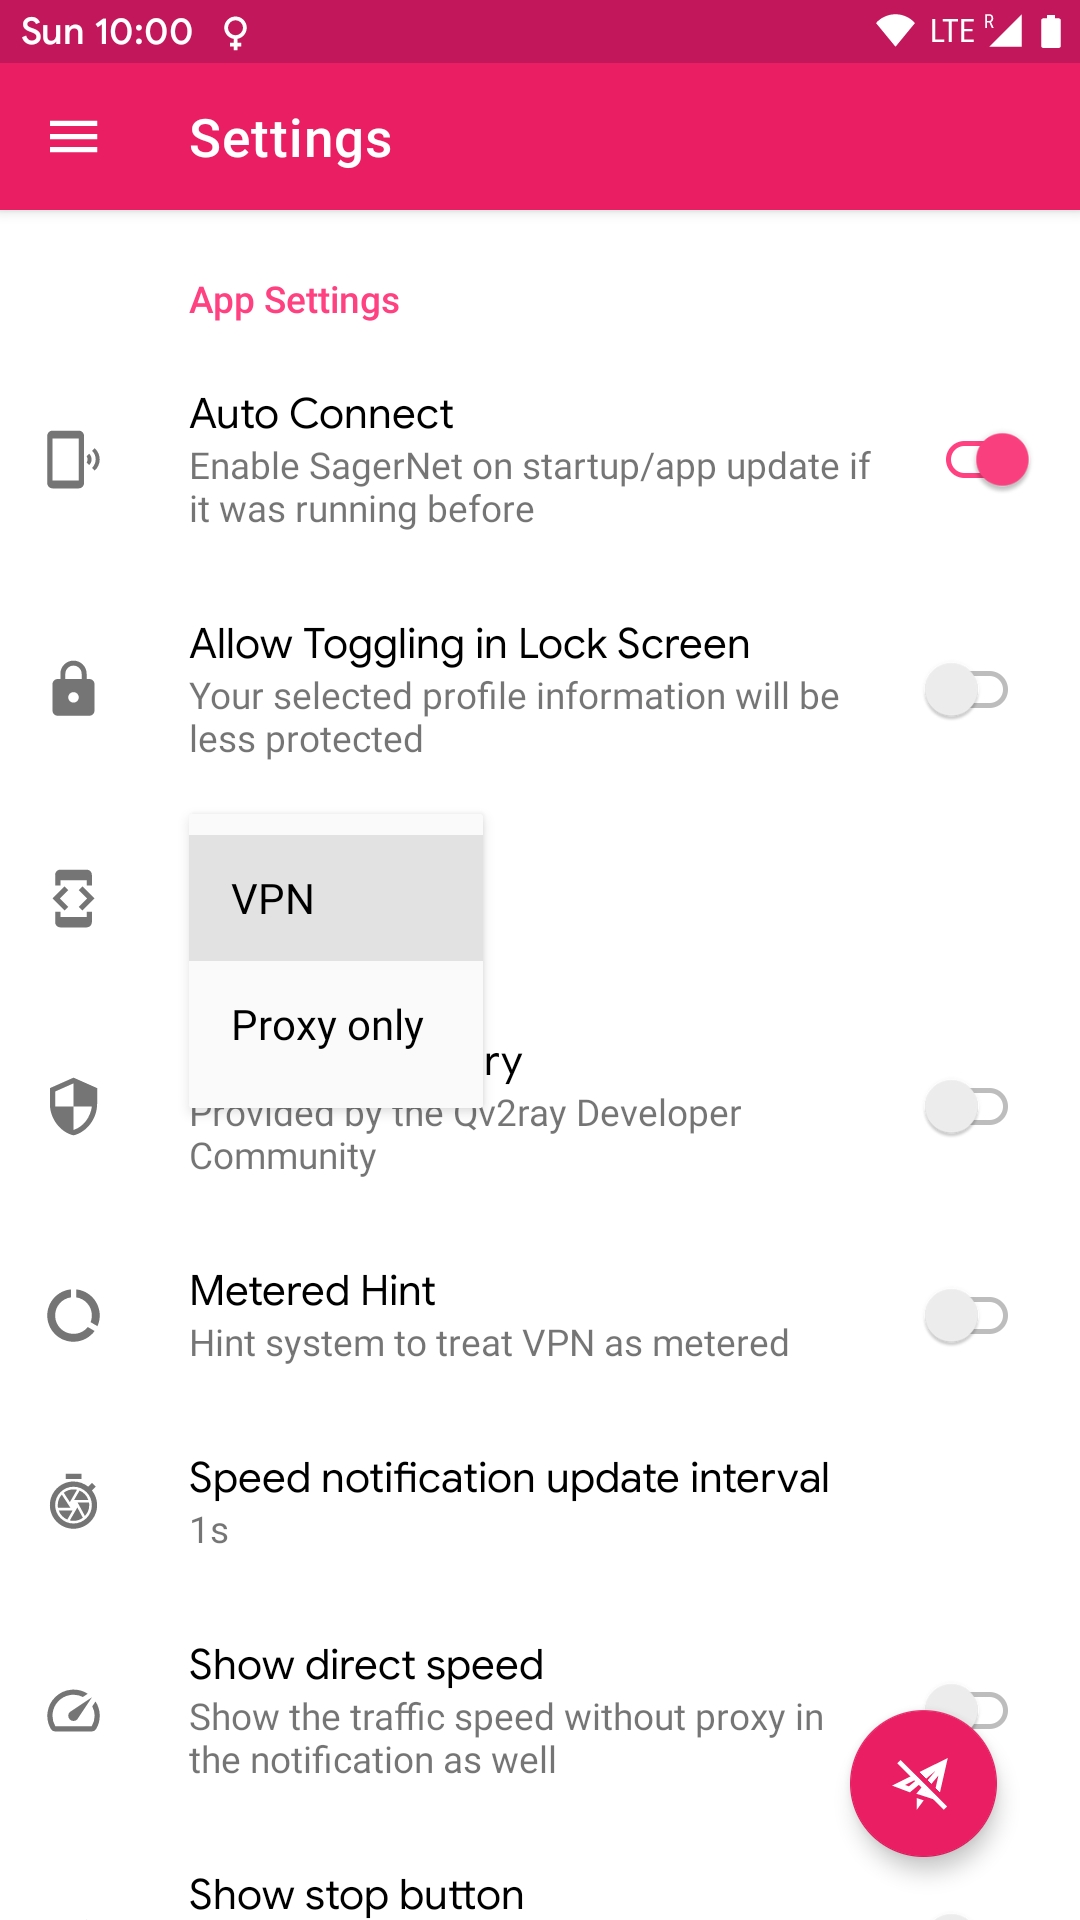 Sun 10:00
LTE R
Settings
App Settings
Auto Connect
Enable SagerNet on startup/app update if
it was running before
Allow Toggling in Lock Screen
Your selected profile information will be
less protected
VPN
Proxy only
ry
Provided by the Qv2ray Developer
Community
Metered Hint
Hint system to treat VPN as metered
Speed notification update interval
1s
Show direct speed
Show the traffic speed without proxy in
the notification as well
Show stop button